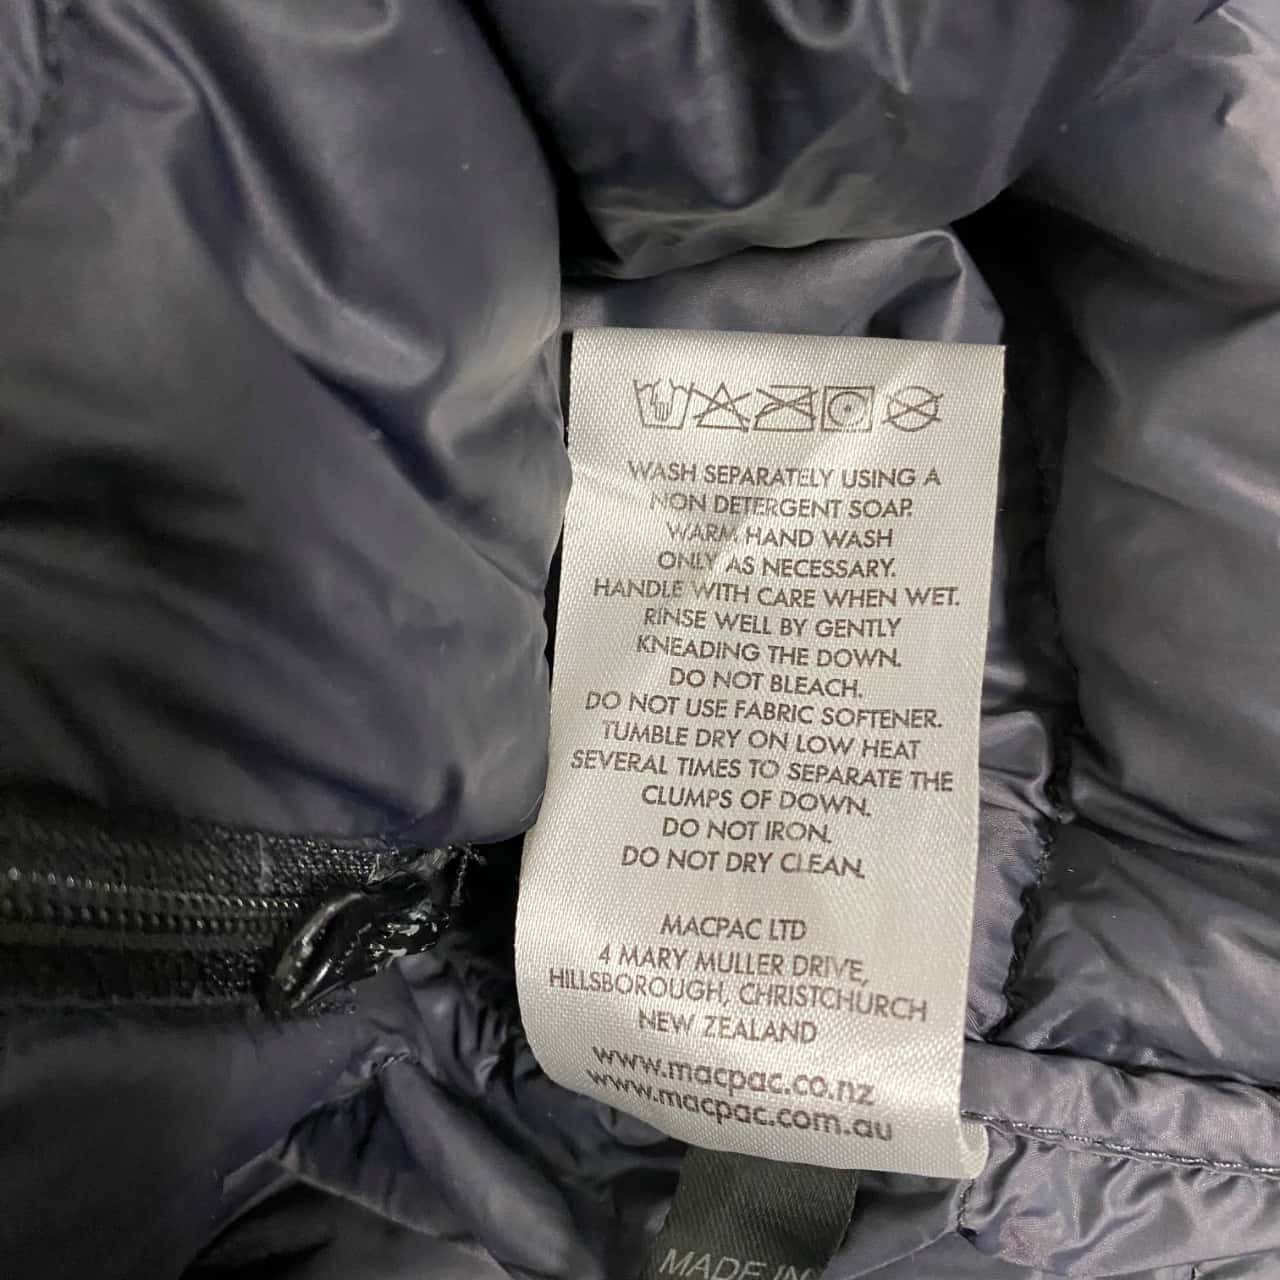 WASH SEPARATELY USING A
NON DETERGENT SOAP.
WARM HAND WASH
ONLY AS NECESSARY.
HANDLE WITH CARE WHEN WET.
RINSE WELL BY GENTLY
KNEADING THE DOWN.
DO NOT BLEACH.
DO NOT USE FABRIC SOFTENER.
TUMBLE DRY ON LOW HEAT
SEVERAL TIMES TO SEPARATE THE
CLUMPS OF DOWN.
DO NOT IRON.
DO NOT DRY CLEAN.
MACPAC LTD
4 MARY MULLER DRIVE,
HILLSBOROUGH, CHRISTCHURCH
NEW ZEALAND
www.macpac.co.nz
www.macpac.com.au
MADE IN